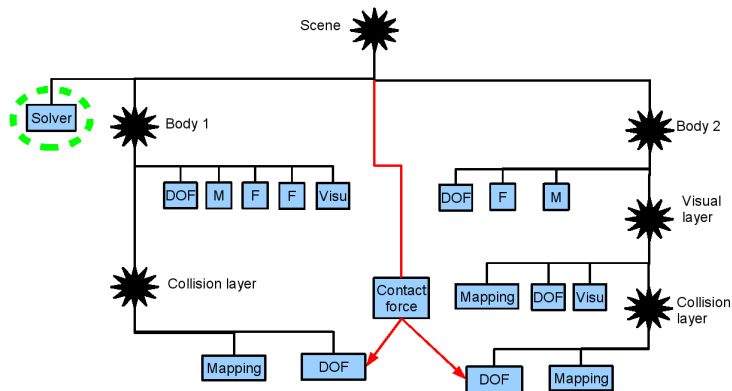 Scene
Solver
Body 1
Body 2
DOF
M
F
F
Visu
DOF
F
M
Visual
layer
Collision layer
Contact
force
Mapping
DOF
Visu
Collision
layer
Mapping
DOF
DOF
Mapping